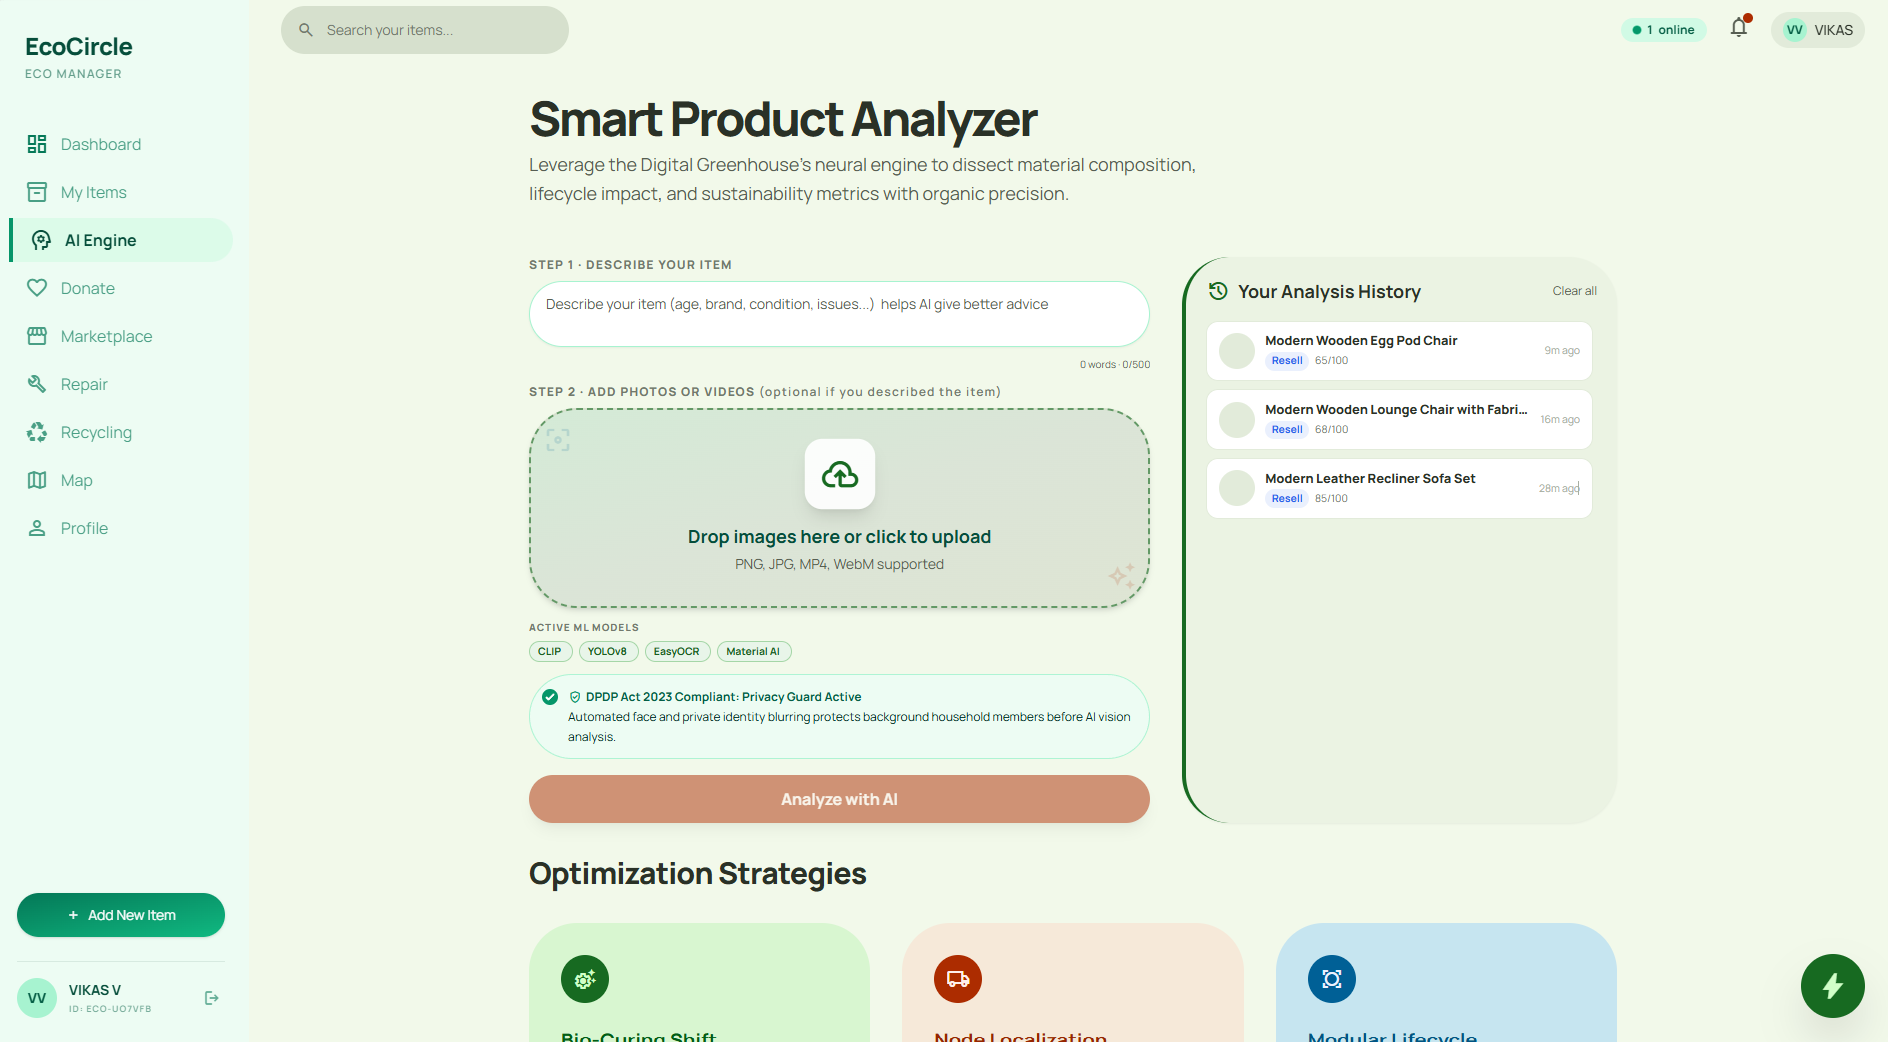 EcoCircle
ECO MANAGER
Dashboard
My Items
AI Engine
Donate
Marketplace
Repair
Recycling
Map
Profile
+ Add New Item
VV
VIKAS V
ID: ECO-UO7VFB
Search your items...
1 online
VV VIKAS
Smart Product Analyzer
Leverage the Digital Greenhouse's neural engine to dissect material composition,
lifecycle impact, and sustainability metrics with organic precision.
STEP 1 · DESCRIBE YOUR ITEM
Describe your item (age, brand, condition, issues...) helps AI give better advice
0 words · 0/500
STEP 2 · ADD PHOTOS OR VIDEOS (optional if you described the item)
Drop images here or click to upload
PNG, JPG, MP4, WebM supported
ACTIVE ML MODELS
CLIP YOLOv8 EasyOCR Material AI
DPDP Act 2023 Compliant: Privacy Guard Active
Automated face and private identity blurring protects background household members before AI vision
analysis.
Analyze with AI
Your Analysis History
Clear all
Modern Wooden Egg Pod Chair
Resell 65/100
9m ago
Modern Wooden Lounge Chair with Fabri...
Resell 68/100
16m ago
Modern Leather Recliner Sofa Set
Resell 85/100
28m ago
Optimization Strategies
Bio-Curing Shift
Node Localization
Modular Lifecycle